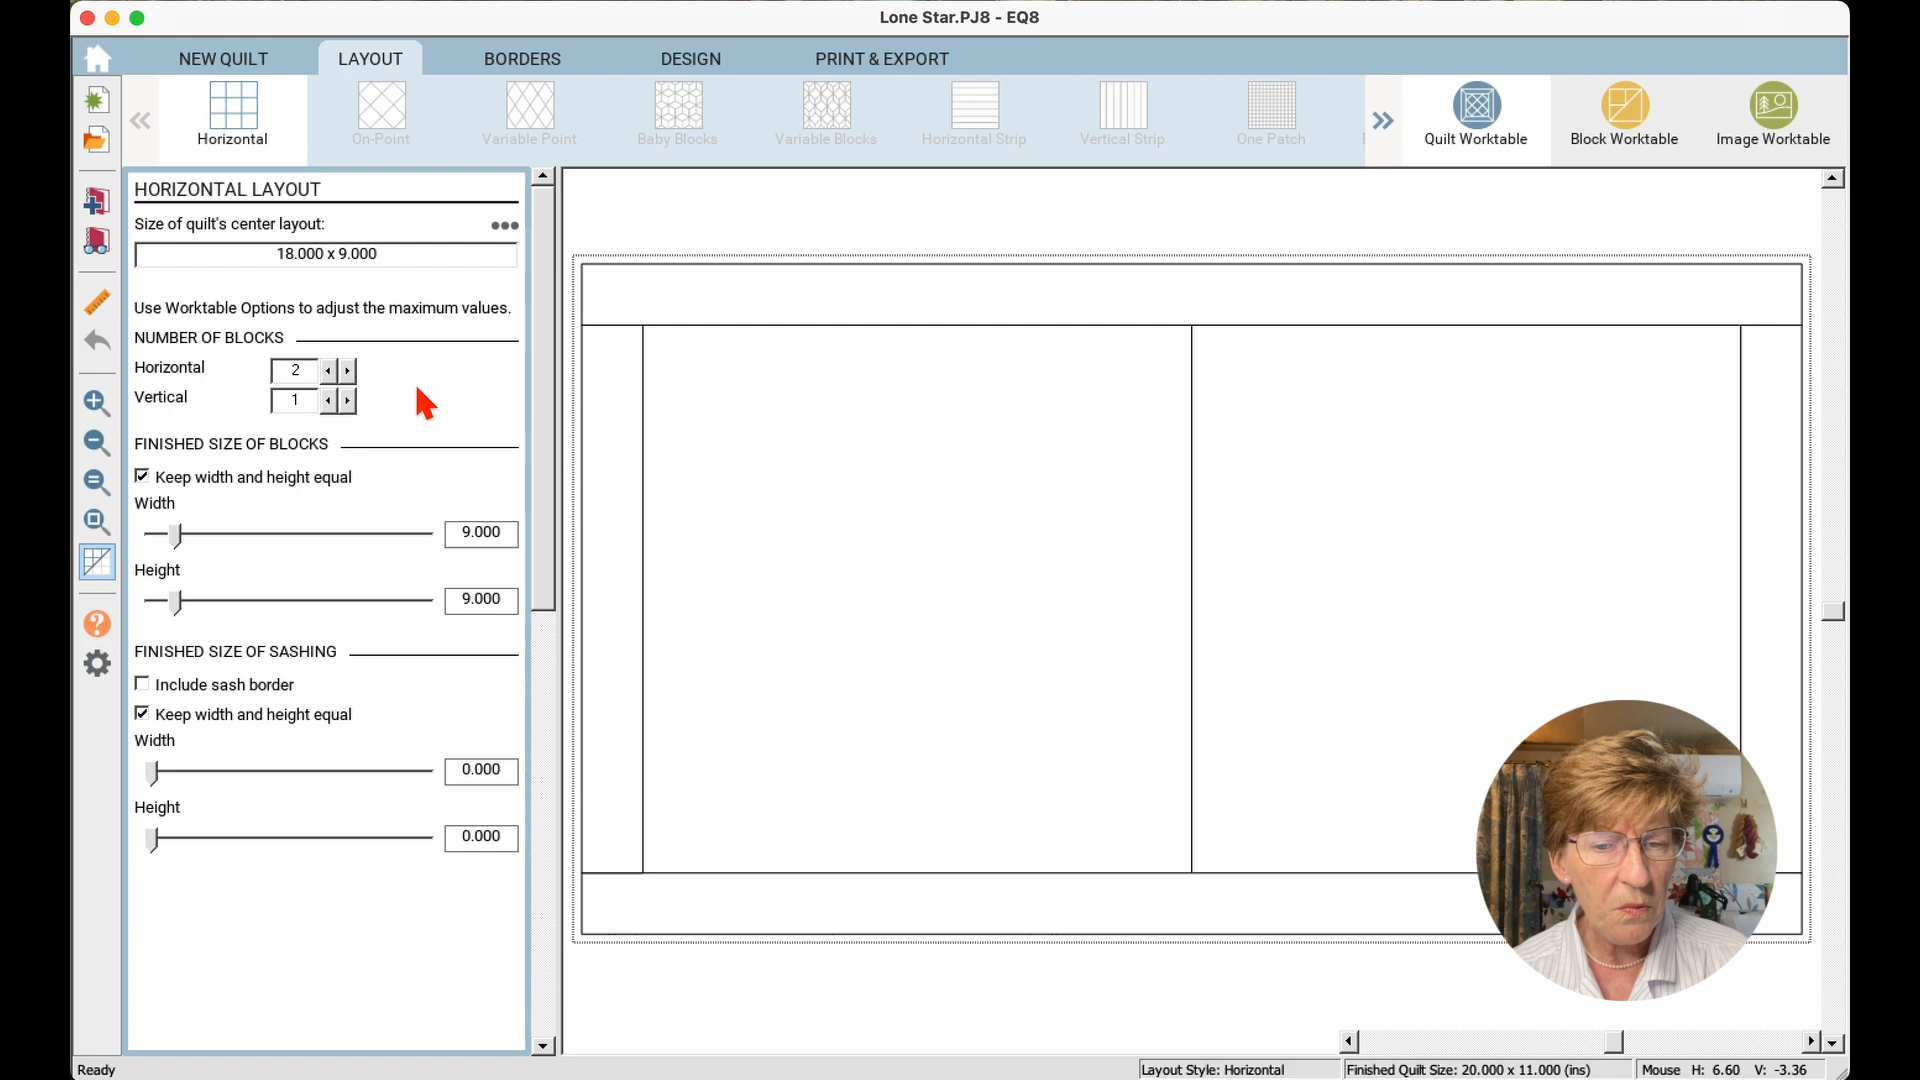 Lone Star.PJ8 - EQ8
NEW QUILT
LAYOUT
BORDERS
DESIGN
PRINT & EXPORT
Horizontal
On-Point
Variable Point
Baby Blocks
Variable Blocks
Horizontal Strip
Vertical Strip
One Patch
Quilt Worktable
Block Worktable
Image Worktable
HORIZONTAL LAYOUT
Size of quilt's center layout:
18.000 x 9.000
Use Worktable Options to adjust the maximum values.
NUMBER OF BLOCKS
Horizontal 2
Vertical 1
FINISHED SIZE OF BLOCKS
Keep width and height equal
Width
9.000
Height
9.000
FINISHED SIZE OF SASHING
Include sash border
Keep width and height equal
Width
0.000
Height
0.000
Ready
Layout Style: Horizontal
Finished Quilt Size: 20.000 x 11.000 (ins)
Mouse H: 6.60 V: -3.36